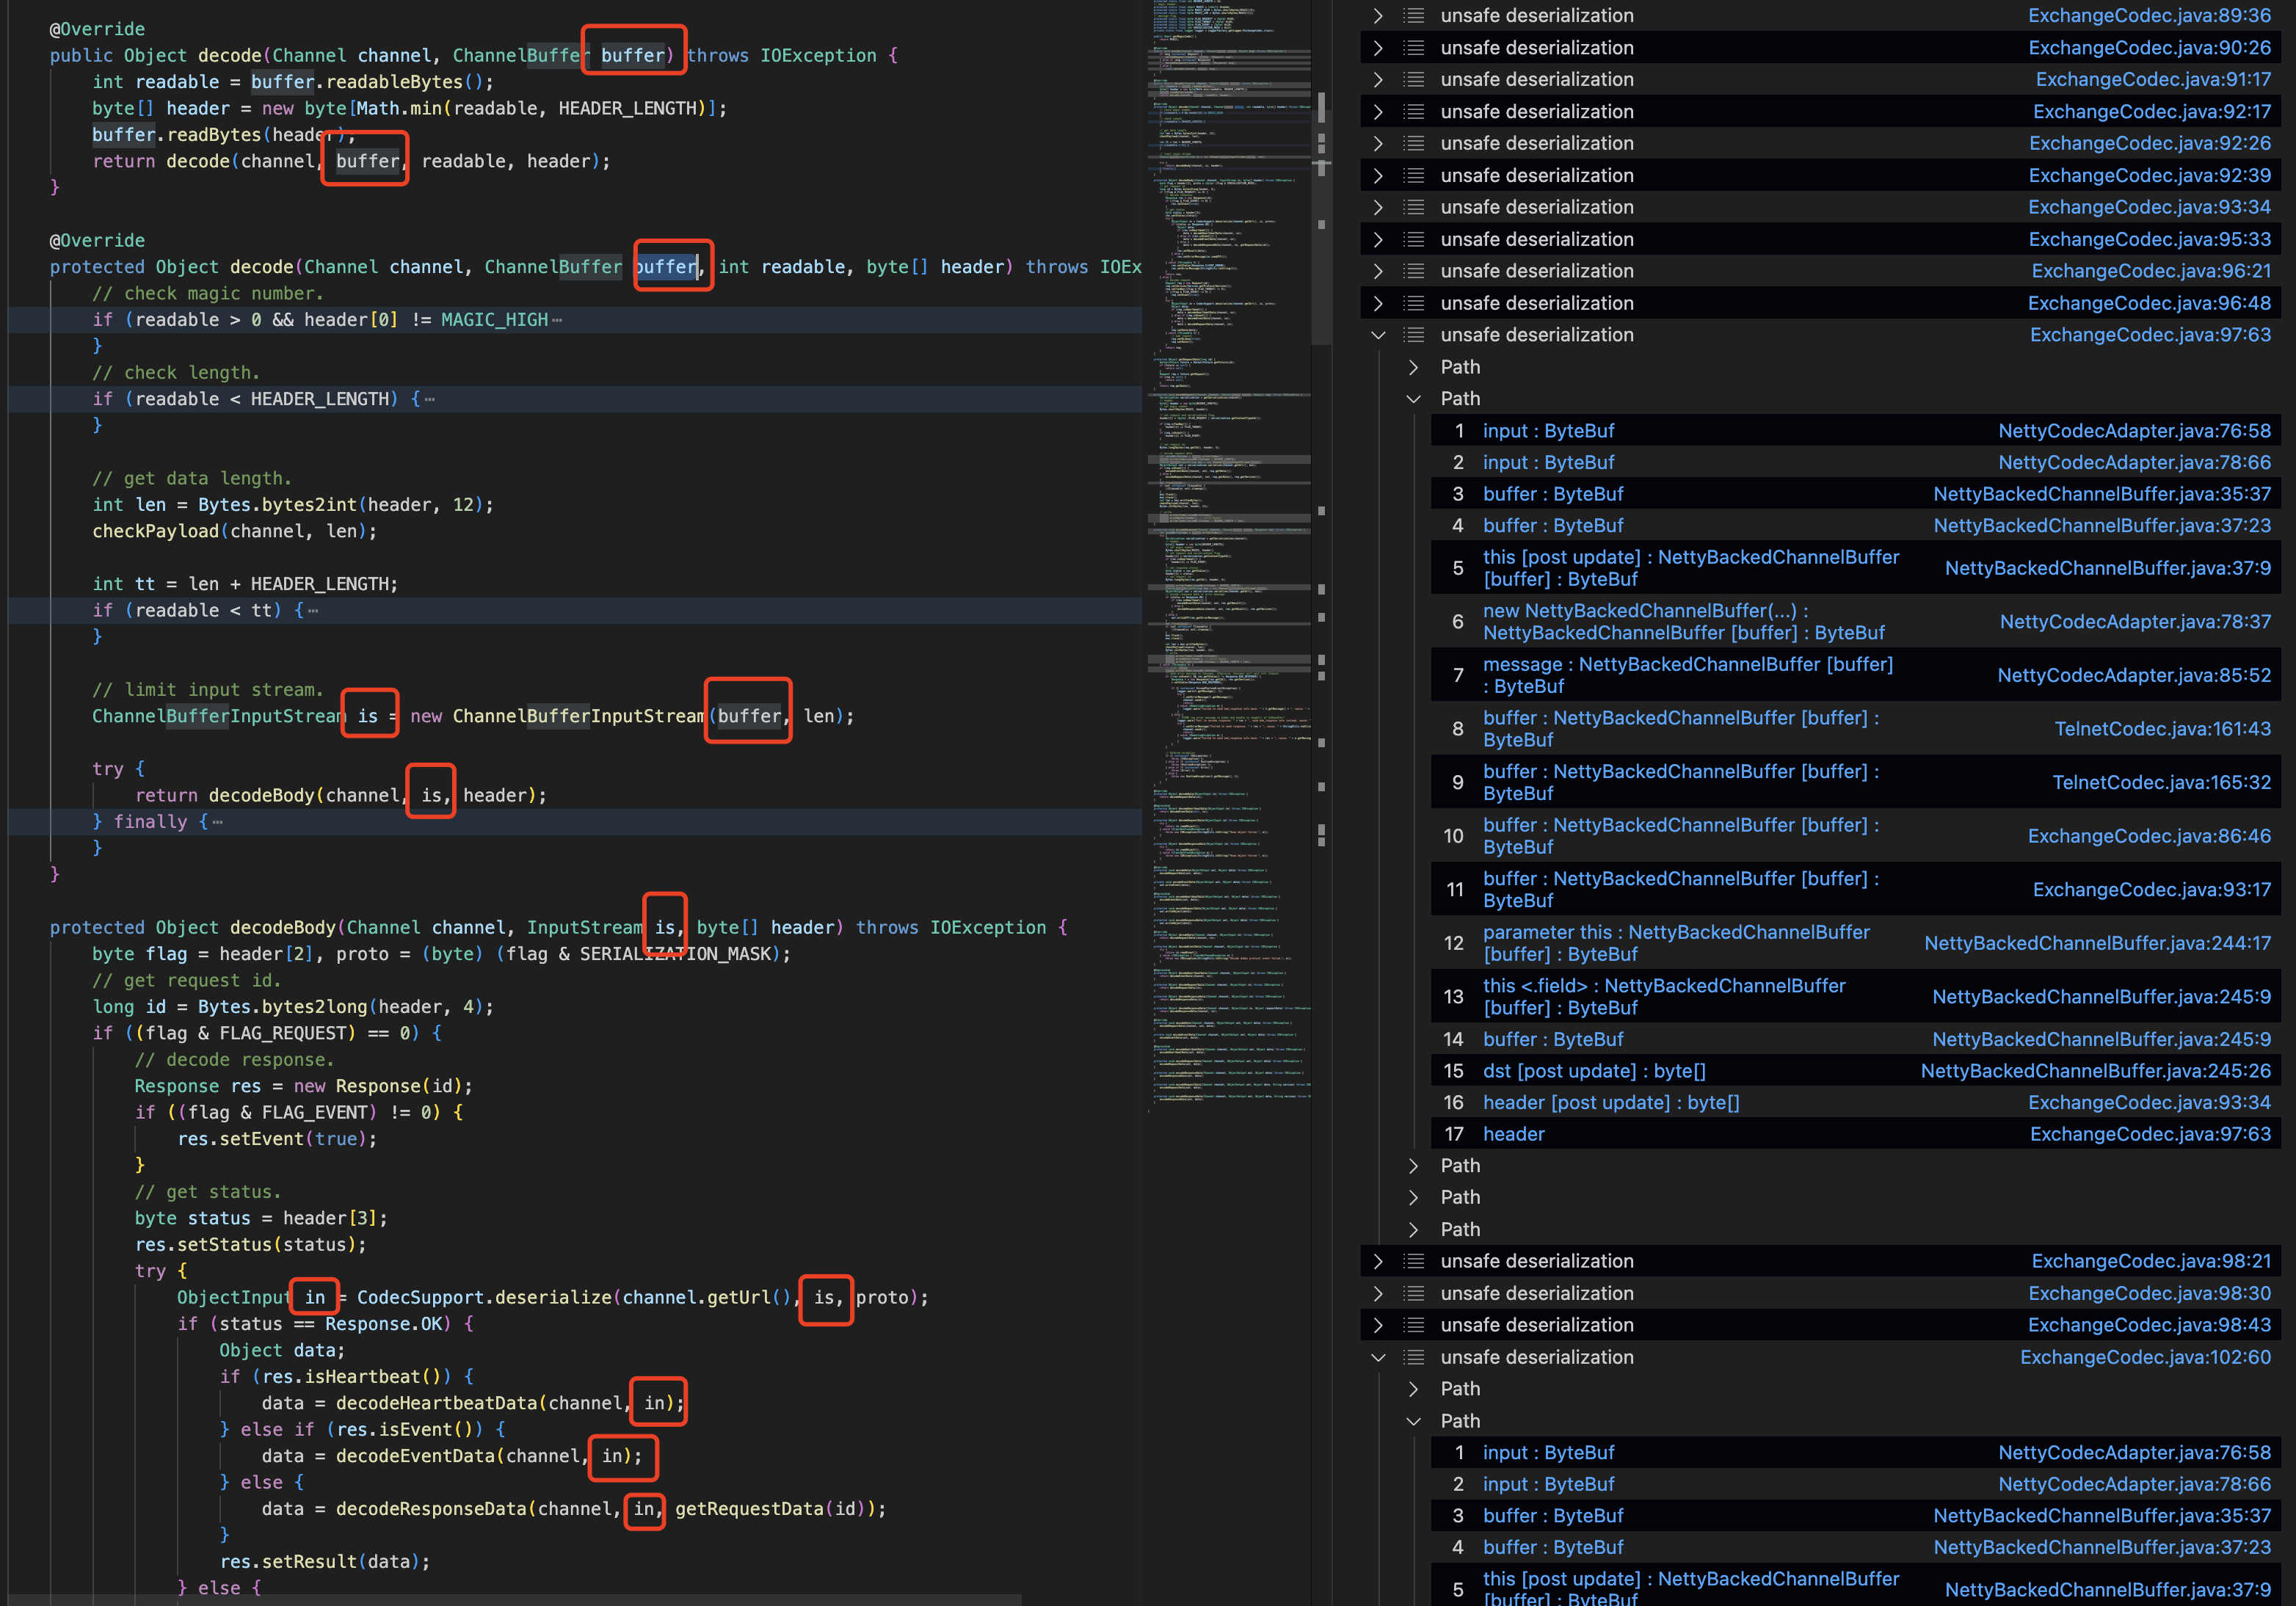 @Override
public Object decode(Channel channel, ChannelBuffer buffer) throws IOException {
int readable = buffer.readableBytes();
byte[] header = new byte[Math.min(readable, HEADER_LENGTH)];
buffer.readBytes(header);
return decode(channel, buffer, readable, header);
}
@Override
protected Object decode(Channel channel, ChannelBuffer buffer, int readable, byte[] header) throws IOEx
// check magic number.
if (readable > 0 && header[0] != MAGIC_HIGH⋯
}
// check length.
if (readable < HEADER_LENGTH) {⋯
}
// get data length.
int len = Bytes.bytes2int(header, 12);
checkPayload(channel, len);
int tt = len + HEADER_LENGTH;
if (readable < tt) {⋯
}
// limit input stream.
ChannelBufferInputStream is = new ChannelBufferInputStream(buffer, len);
try {
return decodeBody(channel, is, header);
} finally {⋯
}
}
protected Object decodeBody(Channel channel, InputStream is, byte[] header) throws IOException {
byte flag = header[2], proto = (byte) (flag & SERIALIZATION_MASK);
// get request id.
long id = Bytes.bytes2long(header, 4);
if ((flag & FLAG_REQUEST) == 0) {
// decode response.
Response res = new Response(id);
if ((flag & FLAG_EVENT) != 0) {
res.setEvent(true);
}
// get status.
byte status = header[3];
res.setStatus(status);
try {
ObjectInput in = CodecSupport.deserialize(channel.getUrl(), is, proto);
if (status == Response.OK) {
Object data;
if (res.isHeartbeat()) {
data = decodeHeartbeatData(channel, in);
} else if (res.isEvent()) {
data = decodeEventData(channel, in);
} else {
data = decodeResponseData(channel, in, getRequestData(id));
}
res.setResult(data);
} else {
unsafe deserialization ExchangeCodec.java:89:36
unsafe deserialization ExchangeCodec.java:90:26
unsafe deserialization ExchangeCodec.java:91:17
unsafe deserialization ExchangeCodec.java:92:17
unsafe deserialization ExchangeCodec.java:92:26
unsafe deserialization ExchangeCodec.java:92:39
unsafe deserialization ExchangeCodec.java:93:34
unsafe deserialization ExchangeCodec.java:95:33
unsafe deserialization ExchangeCodec.java:96:21
unsafe deserialization ExchangeCodec.java:96:48
unsafe deserialization ExchangeCodec.java:97:63
Path
Path
1 input : ByteBuf NettyCodecAdapter.java:76:58
2 input : ByteBuf NettyCodecAdapter.java:78:66
3 buffer : ByteBuf NettyBackedChannelBuffer.java:35:37
4 buffer : ByteBuf NettyBackedChannelBuffer.java:37:23
5 this [post update] : NettyBackedChannelBuffer
[buffer] : ByteBuf NettyBackedChannelBuffer.java:37:9
6 new NettyBackedChannelBuffer(...) :
NettyBackedChannelBuffer [buffer] : ByteBuf NettyCodecAdapter.java:78:37
7 message : NettyBackedChannelBuffer [buffer]
: ByteBuf NettyCodecAdapter.java:85:52
8 buffer : NettyBackedChannelBuffer [buffer] :
ByteBuf TelnetCodec.java:161:43
9 buffer : NettyBackedChannelBuffer [buffer] :
ByteBuf TelnetCodec.java:165:32
10 buffer : NettyBackedChannelBuffer [buffer] :
ByteBuf ExchangeCodec.java:86:46
11 buffer : NettyBackedChannelBuffer [buffer] :
ByteBuf ExchangeCodec.java:93:17
12 parameter this : NettyBackedChannelBuffer
[buffer] : ByteBuf NettyBackedChannelBuffer.java:244:17
13 this <.field> : NettyBackedChannelBuffer
[buffer] : ByteBuf NettyBackedChannelBuffer.java:245:9
14 buffer : ByteBuf NettyBackedChannelBuffer.java:245:9
15 dst [post update] : byte[] NettyBackedChannelBuffer.java:245:26
16 header [post update] : byte[] ExchangeCodec.java:93:34
17 header ExchangeCodec.java:97:63
Path
Path
Path
unsafe deserialization ExchangeCodec.java:98:21
unsafe deserialization ExchangeCodec.java:98:30
unsafe deserialization ExchangeCodec.java:98:43
unsafe deserialization ExchangeCodec.java:102:60
Path
Path
1 input : ByteBuf NettyCodecAdapter.java:76:58
2 input : ByteBuf NettyCodecAdapter.java:78:66
3 buffer : ByteBuf NettyBackedChannelBuffer.java:35:37
4 buffer : ByteBuf NettyBackedChannelBuffer.java:37:23
5 this [post update] : NettyBackedChannelBuffer
[buffer] : ByteBuf NettyBackedChannelBuffer.java:37:9